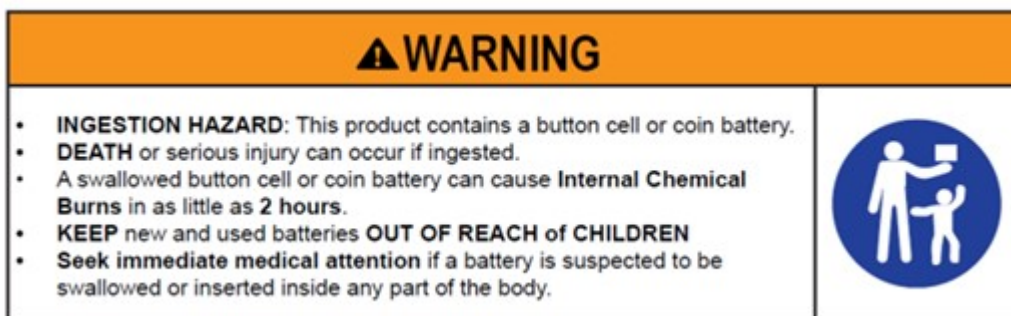 WARNING
• INGESTION HAZARD: This product contains a button cell or coin battery.
• DEATH or serious injury can occur if ingested.
• A swallowed button cell or coin battery can cause Internal Chemical
Burns in as little as 2 hours.
• KEEP new and used batteries OUT OF REACH of CHILDREN
• Seek immediate medical attention if a battery is suspected to be
swallowed or inserted inside any part of the body.